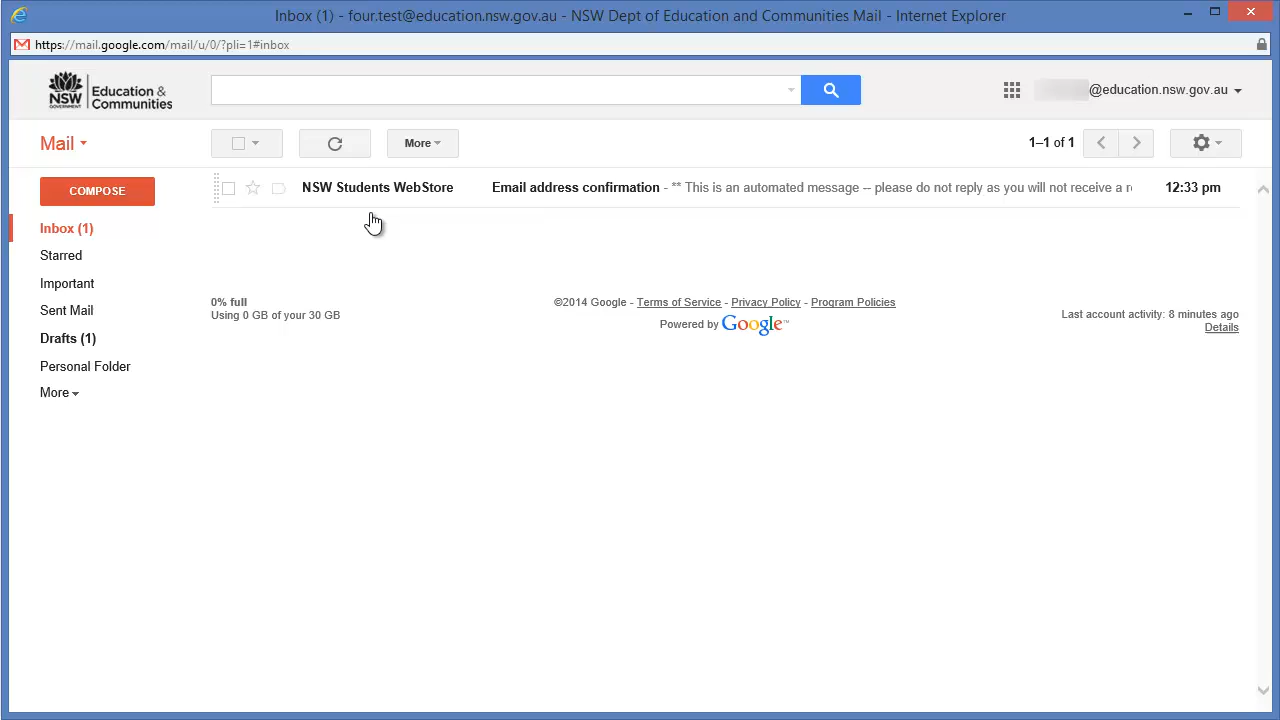 Inbox (1) - four.test@education.nsw.gov.au - NSW Dept of Education and Communities Mail - Internet Explorer
https://mail.google.com/mail/u/0/?pli=1#inbox
NSW
GOVERNMENT
Education &
Communities
@education.nsw.gov.au
Mail
More
1–1 of 1
COMPOSE
NSW Students WebStore
Email address confirmation - ** This is an automated message -- please do not reply as you will not receive a r
12:33 pm
Inbox (1)
Starred
Important
Sent Mail
Drafts (1)
Personal Folder
More
0% full
Using 0 GB of your 30 GB
©2014 Google - Terms of Service - Privacy Policy - Program Policies
Powered by Google™
Last account activity: 8 minutes ago
Details